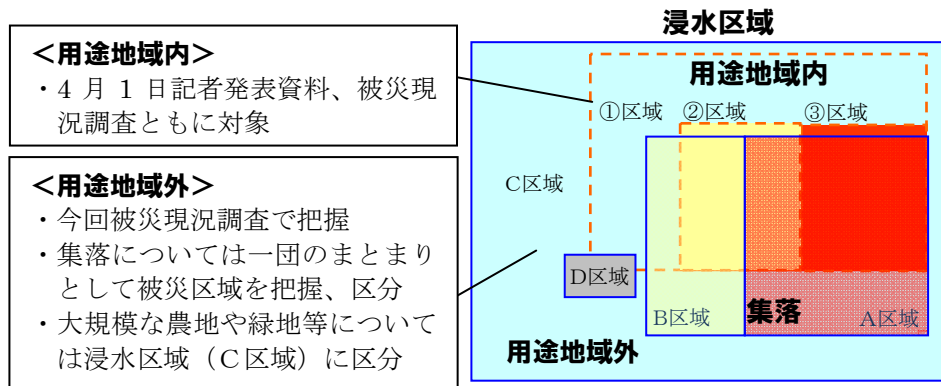 ＜用途地域内＞
・4 月 1 日記者発表資料、被災現
況調査ともに対象
＜用途地域外＞
・今回被災現況調査で把握
・集落については一団のまとまり
として被災区域を把握、区分
・大規模な農地や緑地等について
は浸水区域（C区域）に区分
浸水区域
用途地域内
①区域
②区域
③区域
C区域
D区域
B区域
集落
A区域
用途地域外